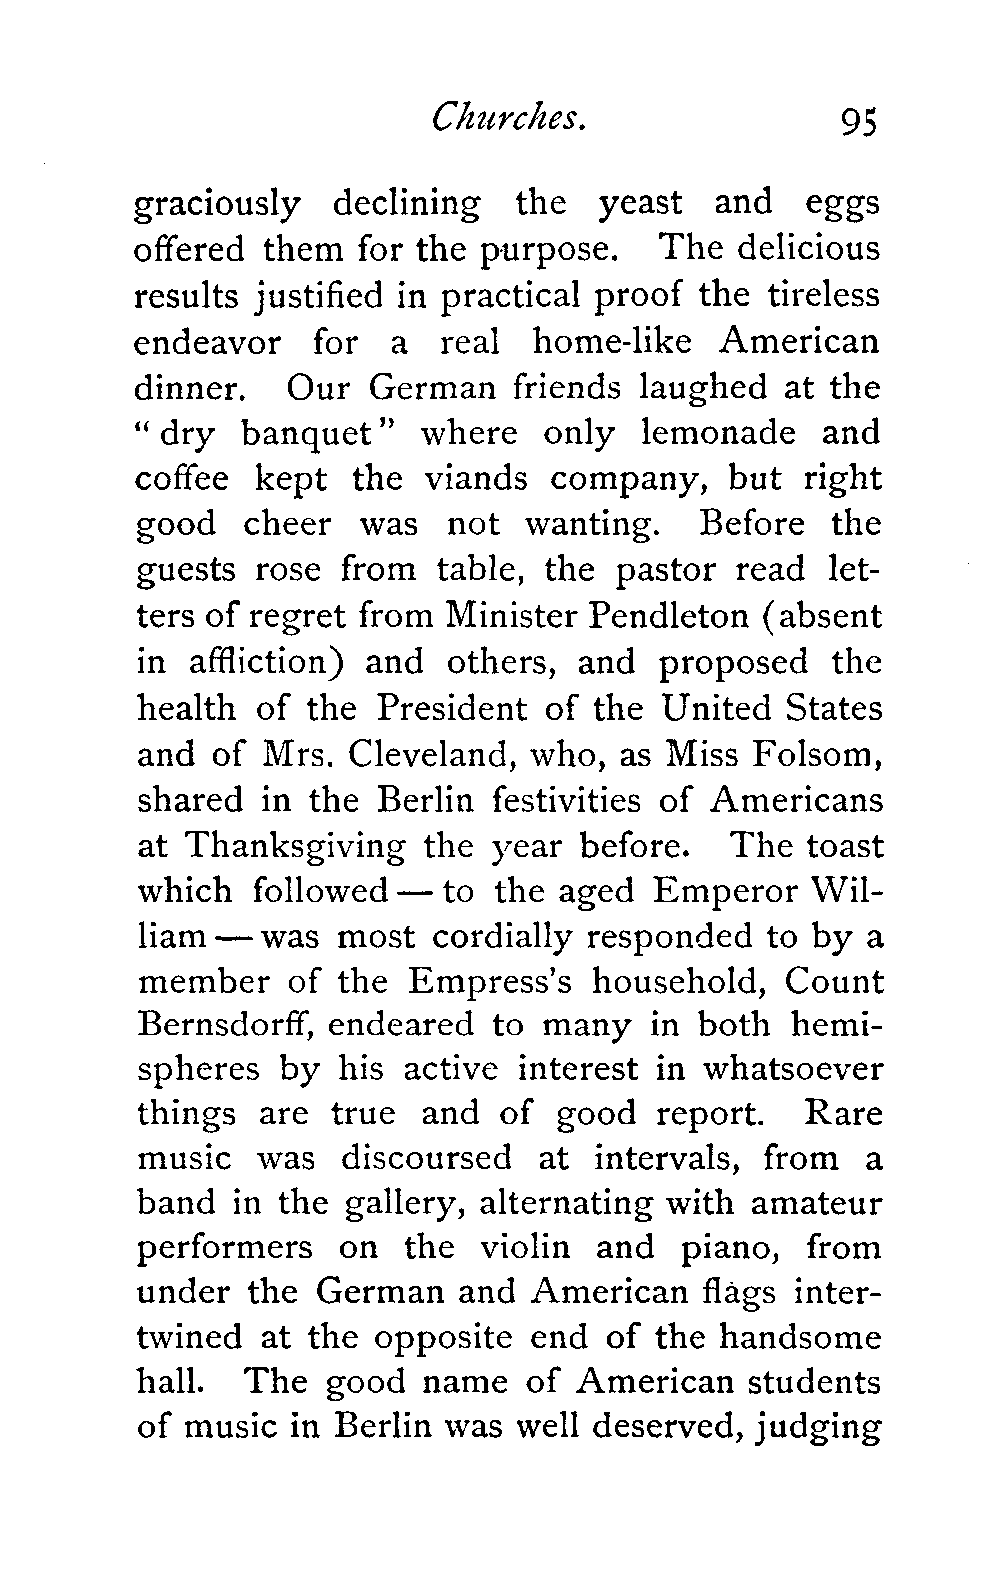 Churches. 95
graciously declining the yeast and eggs
offered them for the purpose. The delicious
results justified in practical proof the tireless
endeavor for a real home-like American
dinner. Our German friends laughed at the
“ dry banquet” where only lemonade and
coffee kept the viands company, but right
good cheer was not wanting. Before the
guests rose from table, the pastor read let-
ters of regret from Minister Pendleton (absent
in affliction) and others, and proposed the
health of the President of the United States
and of Mrs. Cleveland, who, as Miss Folsom,
shared in the Berlin festivities of Americans
at Thanksgiving the year before. The toast
which followed — to the aged Emperor Wil-
liam — was most cordially responded to by a
member of the Empress's household, Count
Bernsdorff, endeared to many in both hemi-
spheres by his active interest in whatsoever
things are true and of good report. Rare
music was discoursed at intervals, from a
band in the gallery, alternating with amateur
performers on the violin and piano, from
under the German and American flags inter-
twined at the opposite end of the handsome
hall. The good name of American students
of music in Berlin was well deserved, judging